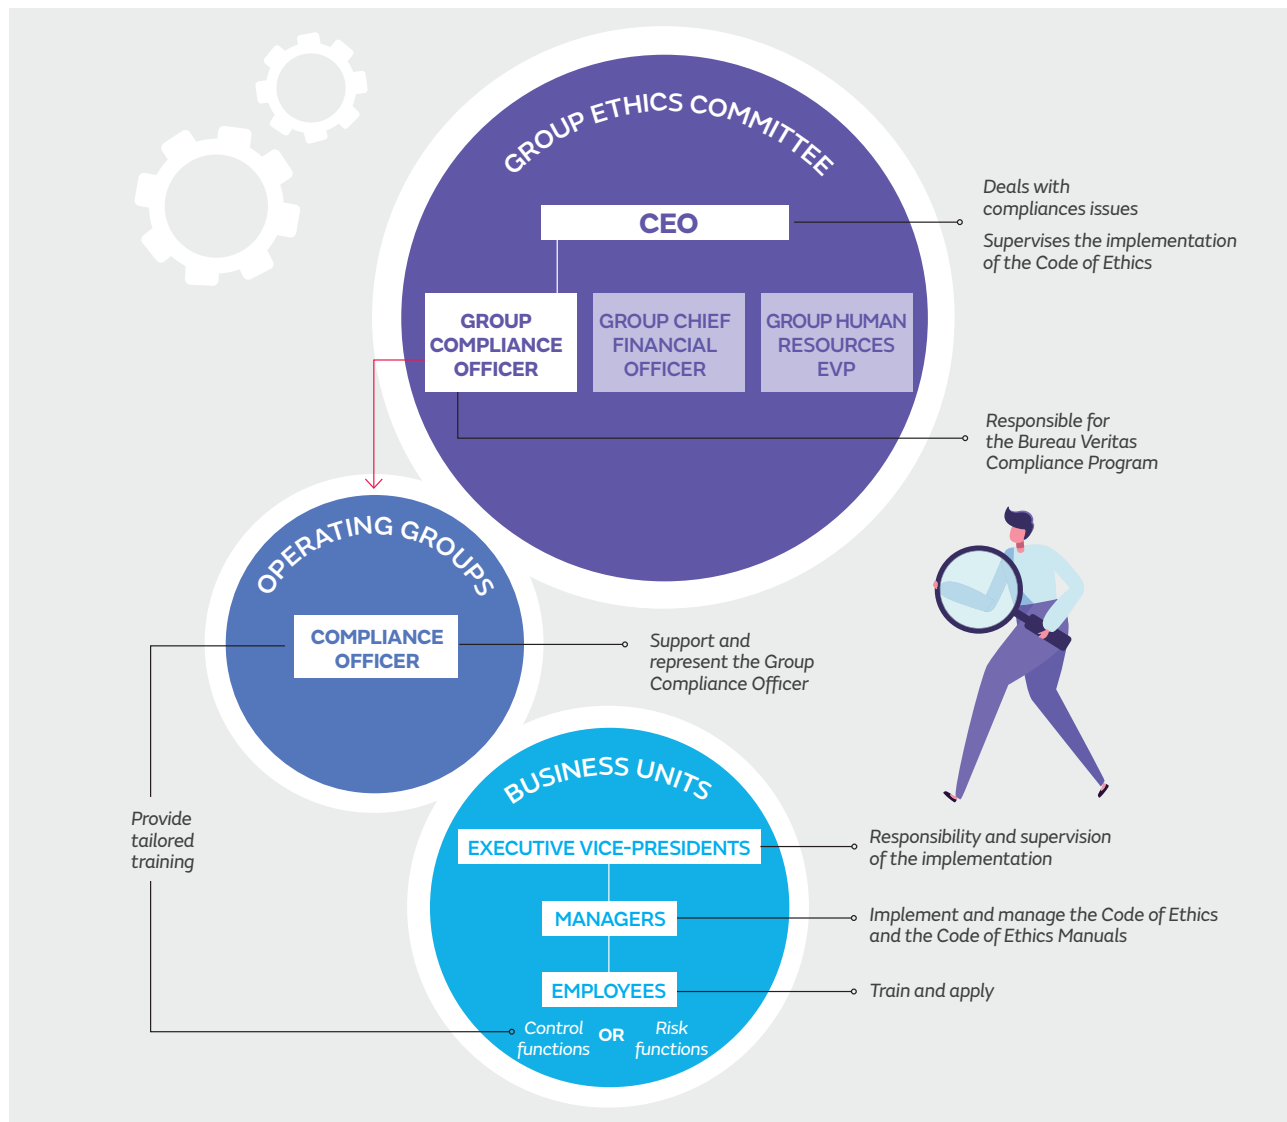 GROUP ETHICS COMMITTEE
CEO
Deals with
compliances issues
Supervises the implementation
of the Code of Ethics
GROUP
COMPLIANCE
OFFICER
GROUP CHIEF
FINANCIAL
OFFICER
GROUP HUMAN
RESOURCES
EVP
Responsible for
the Bureau Veritas
Compliance Program
OPERATING GROUPS
COMPLIANCE
OFFICER
Support and
represent the Group
Compliance Officer
Provide
tailored
training
BUSINESS UNITS
EXECUTIVE VICE-PRESIDENTS
Responsibility and supervision
of the implementation
MANAGERS
Implement and manage the Code of Ethics
and the Code of Ethics Manuals
EMPLOYEES
Train and apply
Control
functions
OR
Risk
functions